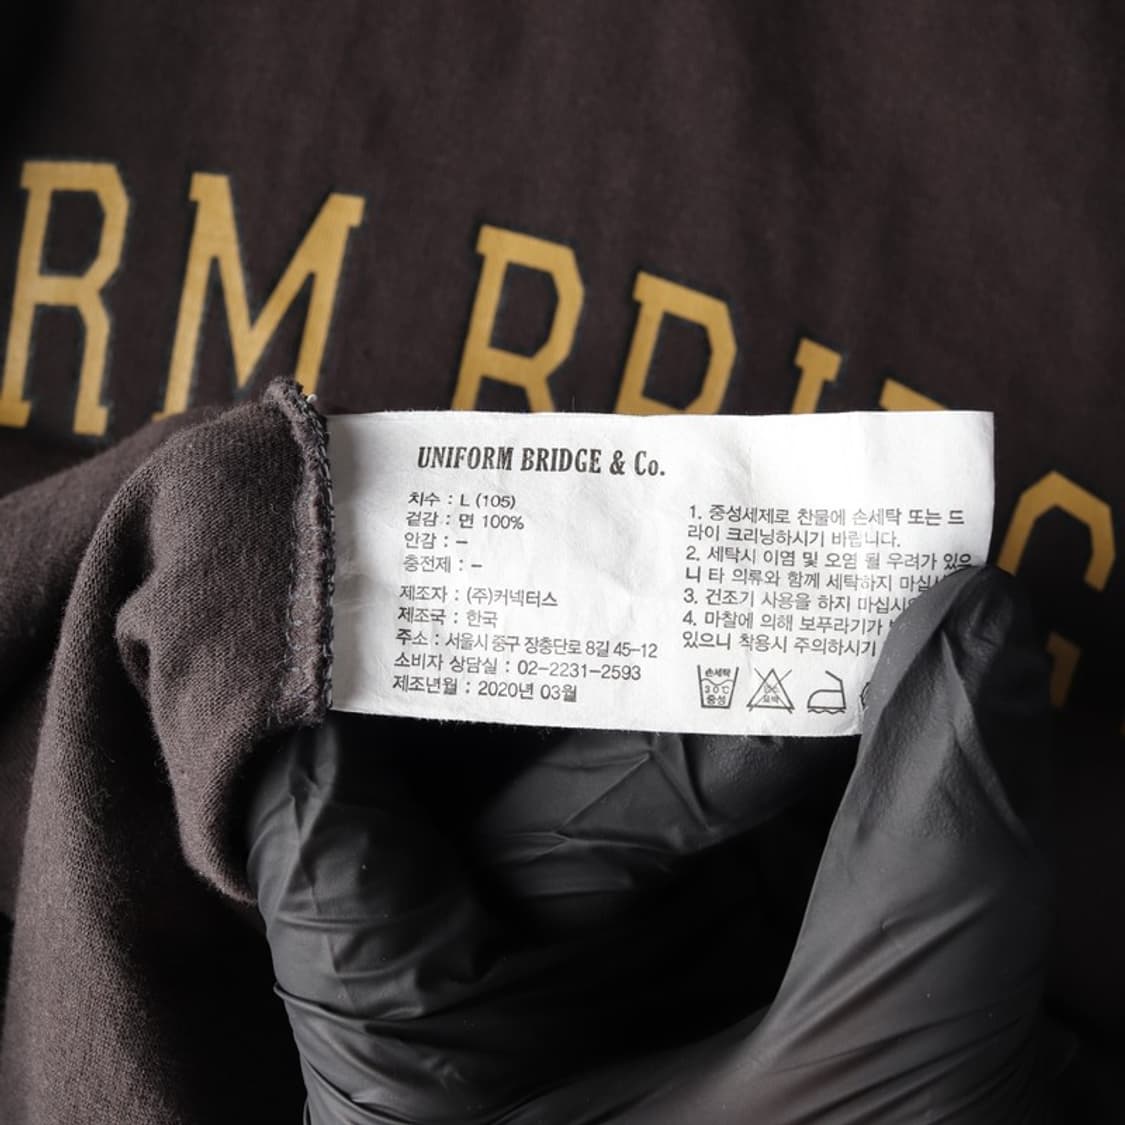 RM BRIDG
UNIFORM BRIDGE & Co.
치수 : L (105)
겉감 : 면 100%
안감 : –
충전제 : –
제조자 : (주)커넥터스
제조국 : 한국
주소 : 서울시 중구 장충단로 8길 45-12
소비자 상담실 : 02-2231-2593
제조년월 : 2020년 03월
1. 중성세제로 찬물에 손세탁 또는 드
라이 크리닝하시기 바랍니다.
2. 세탁시 이염 및 오염 될 우려가 있으
니 타 의류와 함께 세탁하지 마십시
3. 건조기 사용을 하지 마십시
4. 마찰에 의해 보푸라기가
있으니 착용시 주의하시기
손세탁
30℃
중성